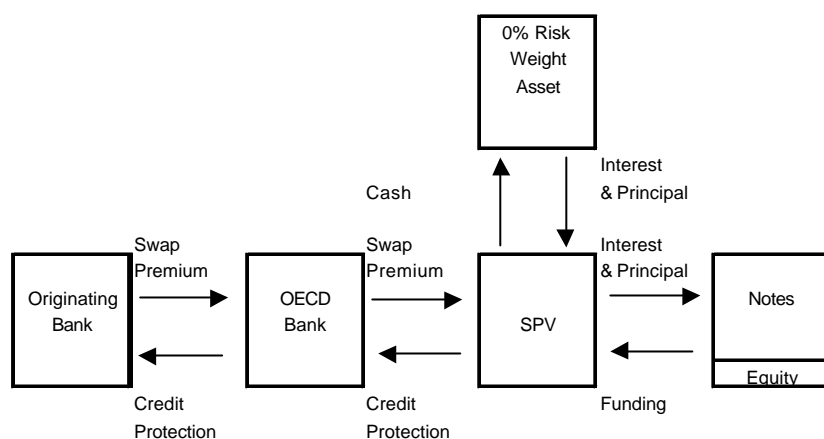 0% Risk
Weight
Asset
Cash
Interest
& Principal
Swap
Premium
Swap
Premium
Interest
& Principal
Originating
Bank
OECD
Bank
SPV
Notes
Equity
Credit
Protection
Credit
Protection
Funding